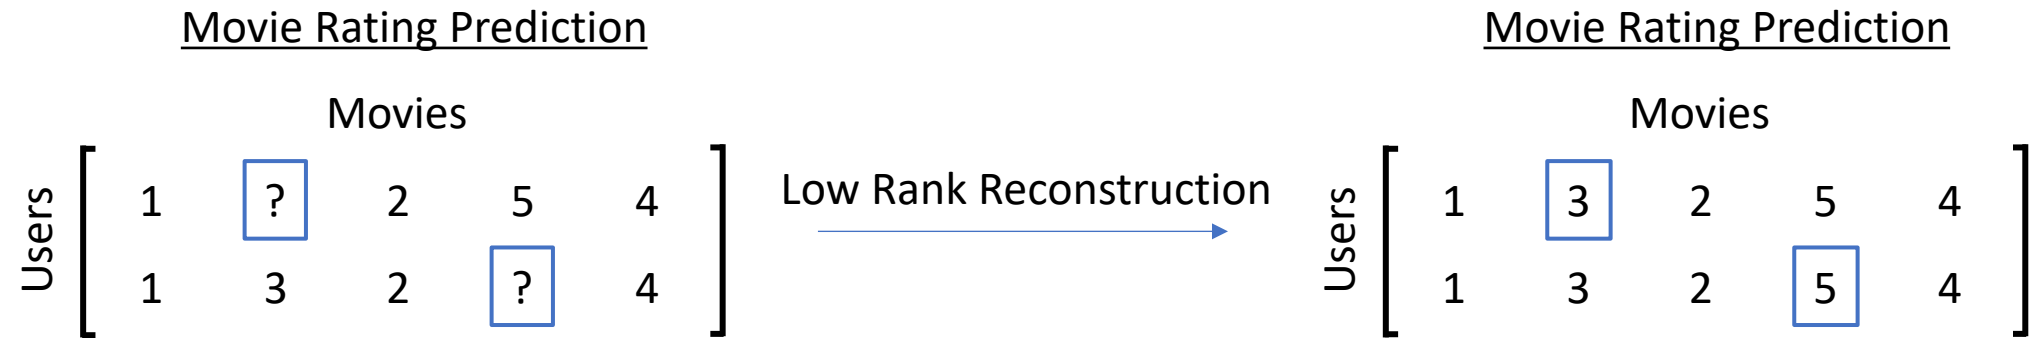 Movie Rating Prediction
Movies
Users
1 ? 2 5 4
1 3 2 ? 4
Low Rank Reconstruction
Movie Rating Prediction
Movies
Users
1 3 2 5 4
1 3 2 5 4